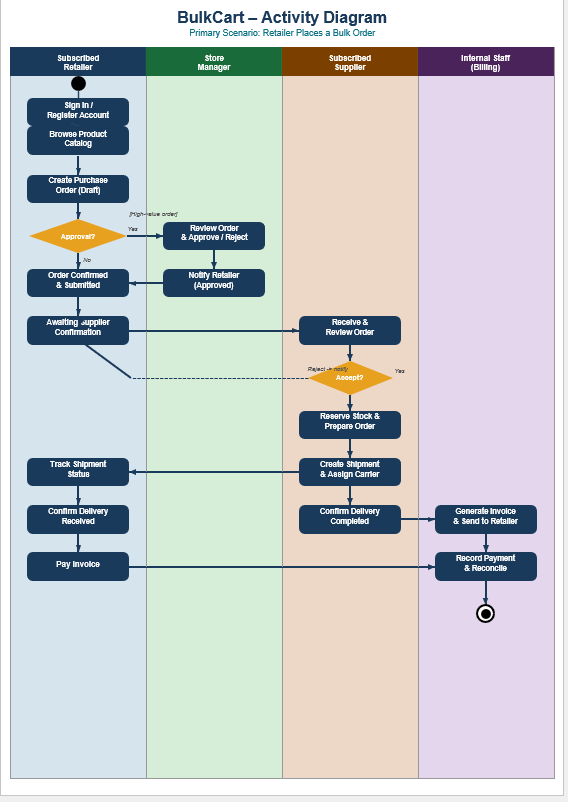 BulkCart – Activity Diagram
Primary Scenario: Retailer Places a Bulk Order
Subscribed
Retailer
Store
Manager
Subscribed
Supplier
Internal Staff
(Billing)
Sign In /
Register Account
Browse Product
Catalog
Create Purchase
Order (Draft)
[High-value order]
Approval?
Yes
Review Order
& Approve / Reject
No
Order Confirmed
& Submitted
Notify Retailer
(Approved)
Awaiting Supplier
Confirmation
Receive &
Review Order
Reject -> notify
Accept?
Yes
Reserve Stock &
Prepare Order
Track Shipment
Status
Create Shipment
& Assign Carrier
Confirm Delivery
Received
Confirm Delivery
Completed
Generate Invoice
& Send to Retailer
Pay Invoice
Record Payment
& Reconcile